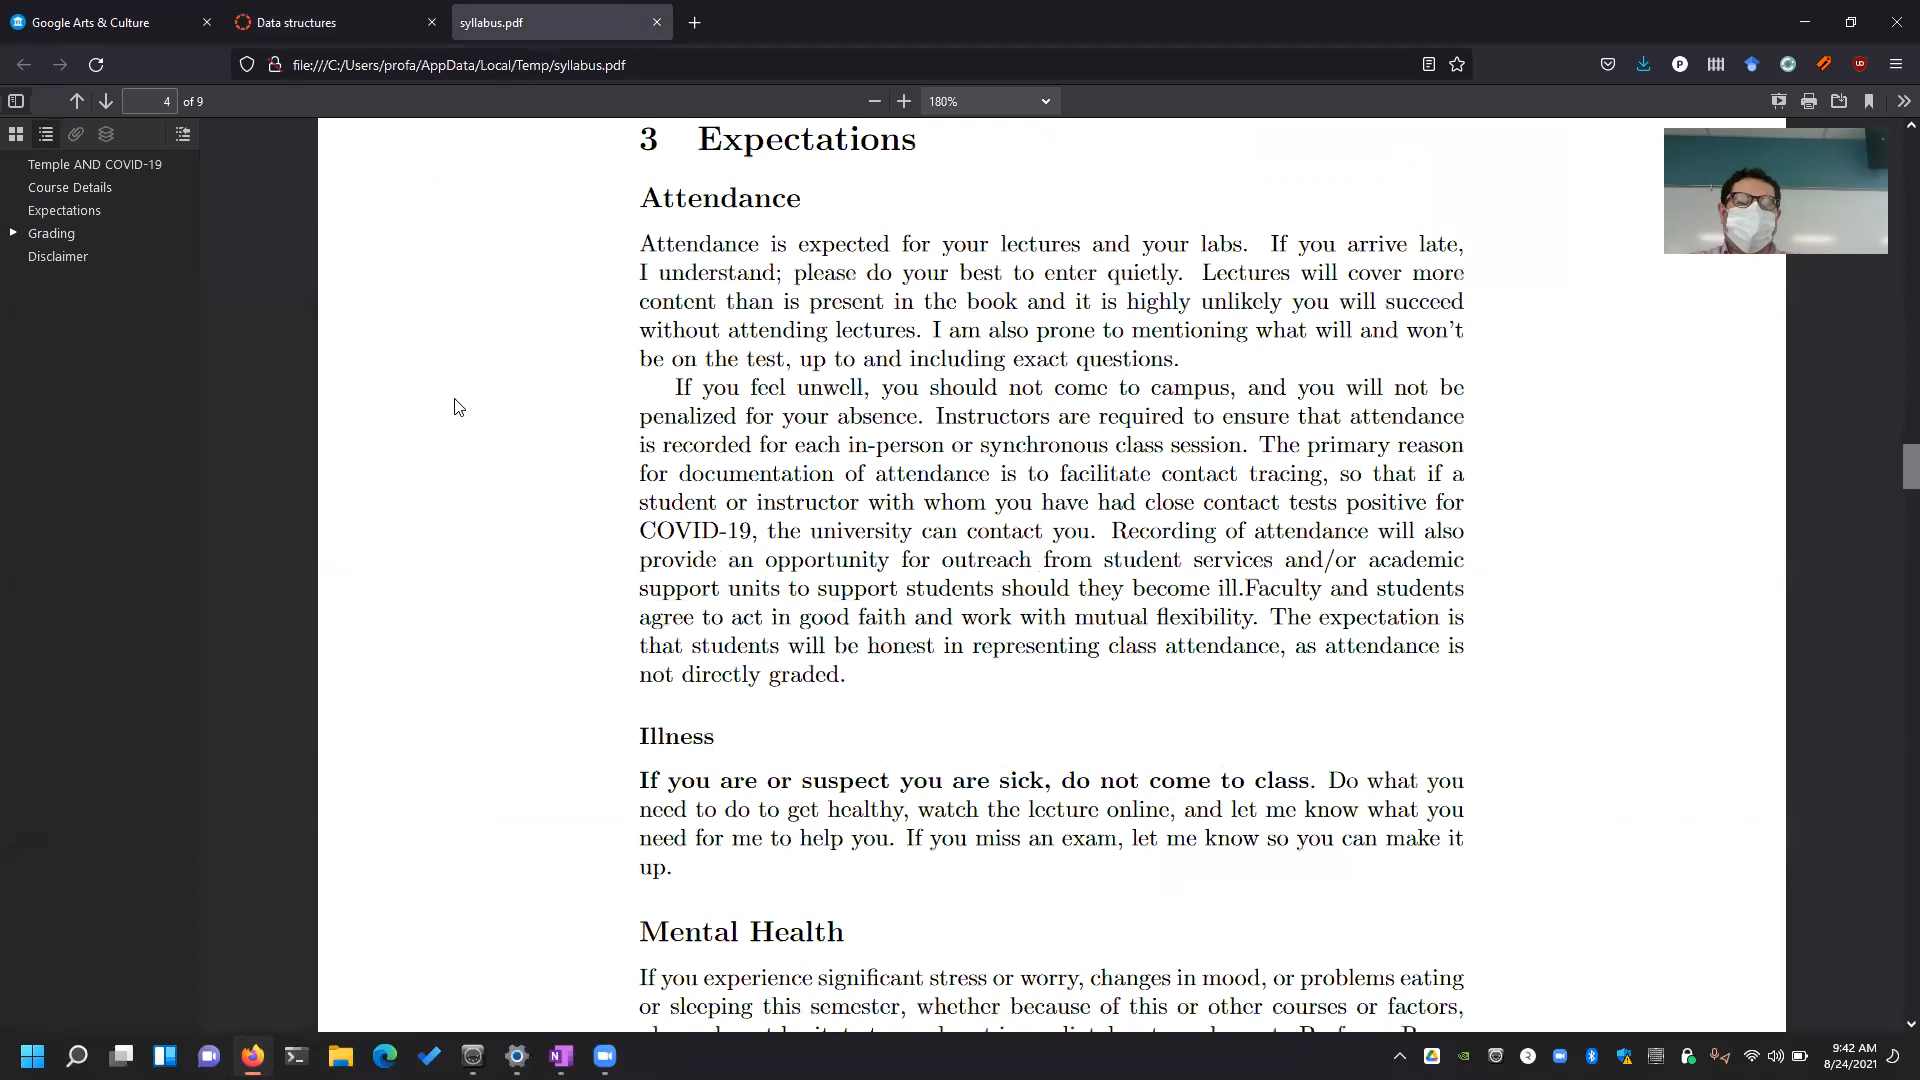 Google Arts & Culture
Data structures
syllabus.pdf
file:///C:/Users/profa/AppData/Local/Temp/syllabus.pdf
4 of 9
180%
Temple AND COVID-19
Course Details
Expectations
Grading
Disclaimer
3 Expectations
Attendance
Attendance is expected for your lectures and your labs. If you arrive late,
I understand; please do your best to enter quietly. Lectures will cover more
content than is present in the book and it is highly unlikely you will succeed
without attending lectures. I am also prone to mentioning what will and won't
be on the test, up to and including exact questions.
If you feel unwell, you should not come to campus, and you will not be
penalized for your absence. Instructors are required to ensure that attendance
is recorded for each in-person or synchronous class session. The primary reason
for documentation of attendance is to facilitate contact tracing, so that if a
student or instructor with whom you have had close contact tests positive for
COVID-19, the university can contact you. Recording of attendance will also
provide an opportunity for outreach from student services and/or academic
support units to support students should they become ill.Faculty and students
agree to act in good faith and work with mutual flexibility. The expectation is
that students will be honest in representing class attendance, as attendance is
not directly graded.
Illness
If you are or suspect you are sick, do not come to class. Do what you
need to do to get healthy, watch the lecture online, and let me know what you
need for me to help you. If you miss an exam, let me know so you can make it
up.
Mental Health
If you experience significant stress or worry, changes in mood, or problems eating
or sleeping this semester, whether because of this or other courses or factors,
9:42 AM
8/24/2021